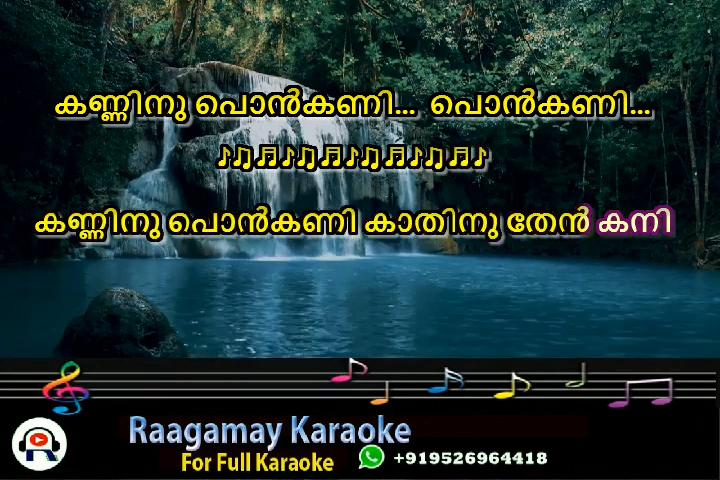 കണ്ണിനു പൊൻകണി... പൊൻകണി...
♪♫♬♪♫♬♪♫♬♪♫♬♪
കണ്ണിനു പൊൻകണി കാതിനു തേൻ കനി
Raagamay Karaoke
For Full Karaoke +919526964418